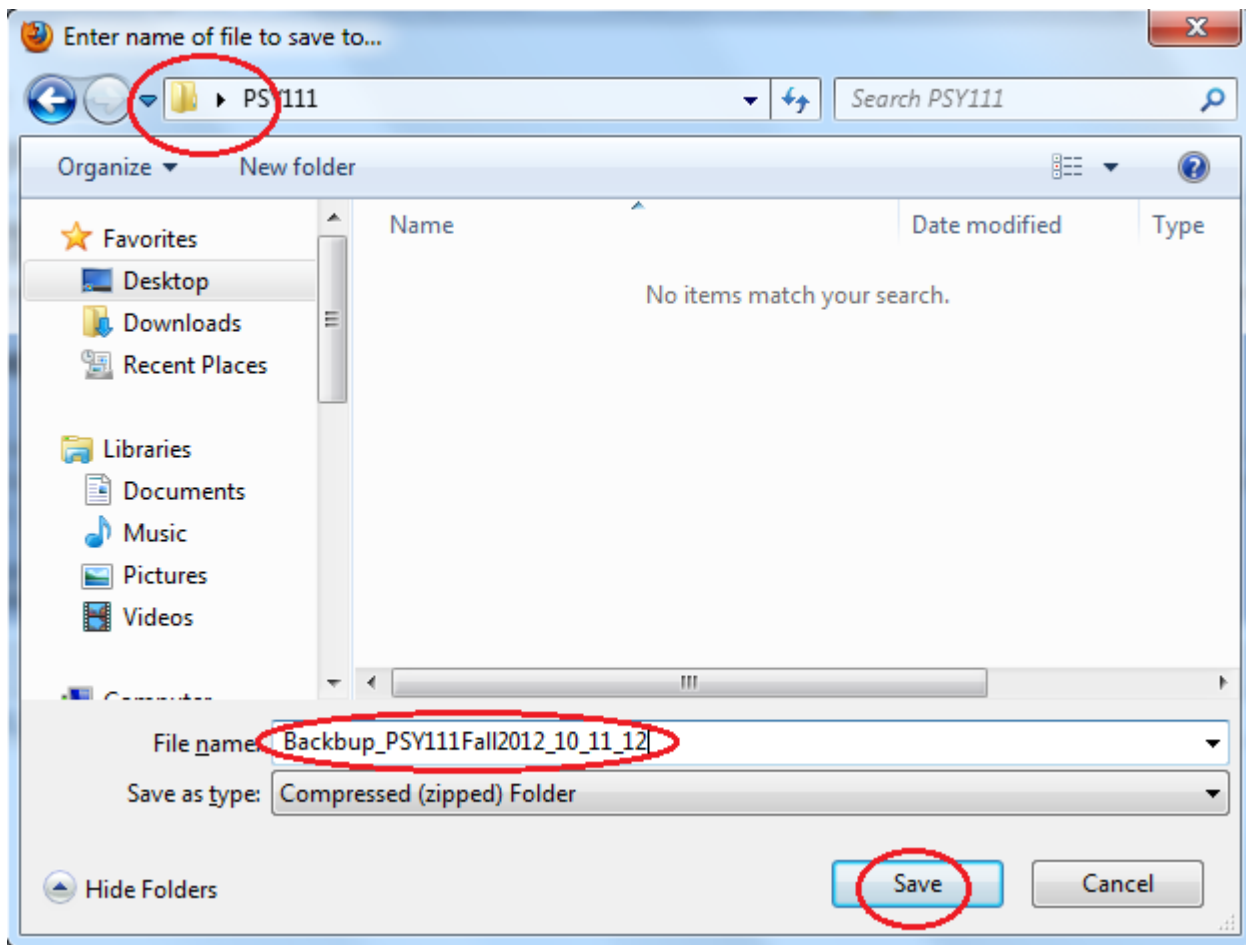 Enter name of file to save to...
PSY111
Search PSY111
Organize
New folder
Name
Date modified
Type
Favorites
Desktop
Downloads
Recent Places
No items match your search.
Libraries
Documents
Music
Pictures
Videos
Computer
File name: Backbup_PSY111Fall2012_10_11_12
Save as type: Compressed (zipped) Folder
Hide Folders
Save
Cancel